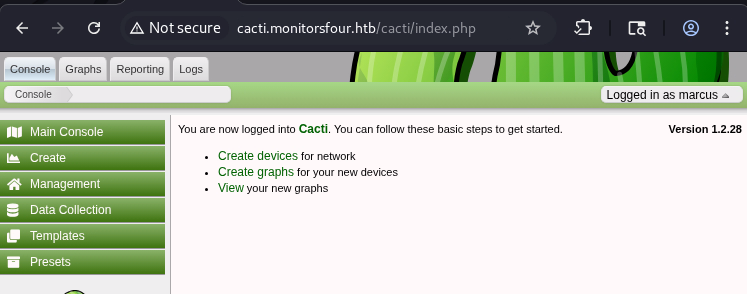 Not secure cacti.monitorsfour.htb/cacti/index.php
Console Graphs Reporting Logs
Console Logged in as marcus
Main Console
Create
Management
Data Collection
Templates
Presets
You are now logged into Cacti. You can follow these basic steps to get started. Version 1.2.28
Create devices for network
Create graphs for your new devices
View your new graphs